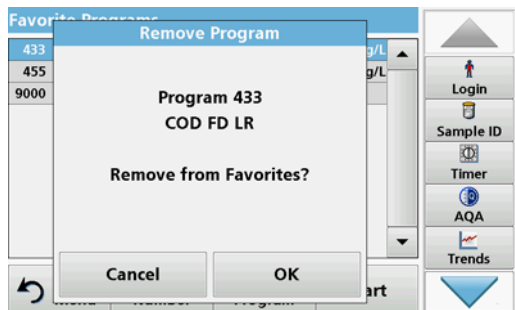 Favorite Programs
Remove Program
433
g/L
455
g/L
9000
Program 433
COD FD LR
Remove from Favorites?
Cancel
OK
Login
Sample ID
Timer
AQA
Trends